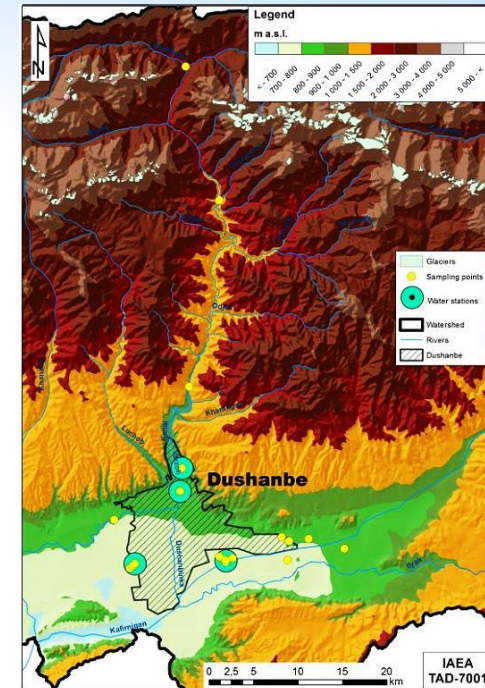 Legend
m a.s.l.
< - 700
700 - 800
800 - 900
900 - 1 000
1 000 - 1 500
1 500 - 2 000
2 000 - 3 000
3 000 - 4 000
4 000 - 5 000
5 000 - <
N
Glaciers
Sampling points
Water stations
Watershed
Rivers
Dushanbe
Luchob
Dushanbe
Dushanbinka
Ilyak
Kafirnigan
0 2,5 5 10 15 20
km
IAEA
TAD-7001